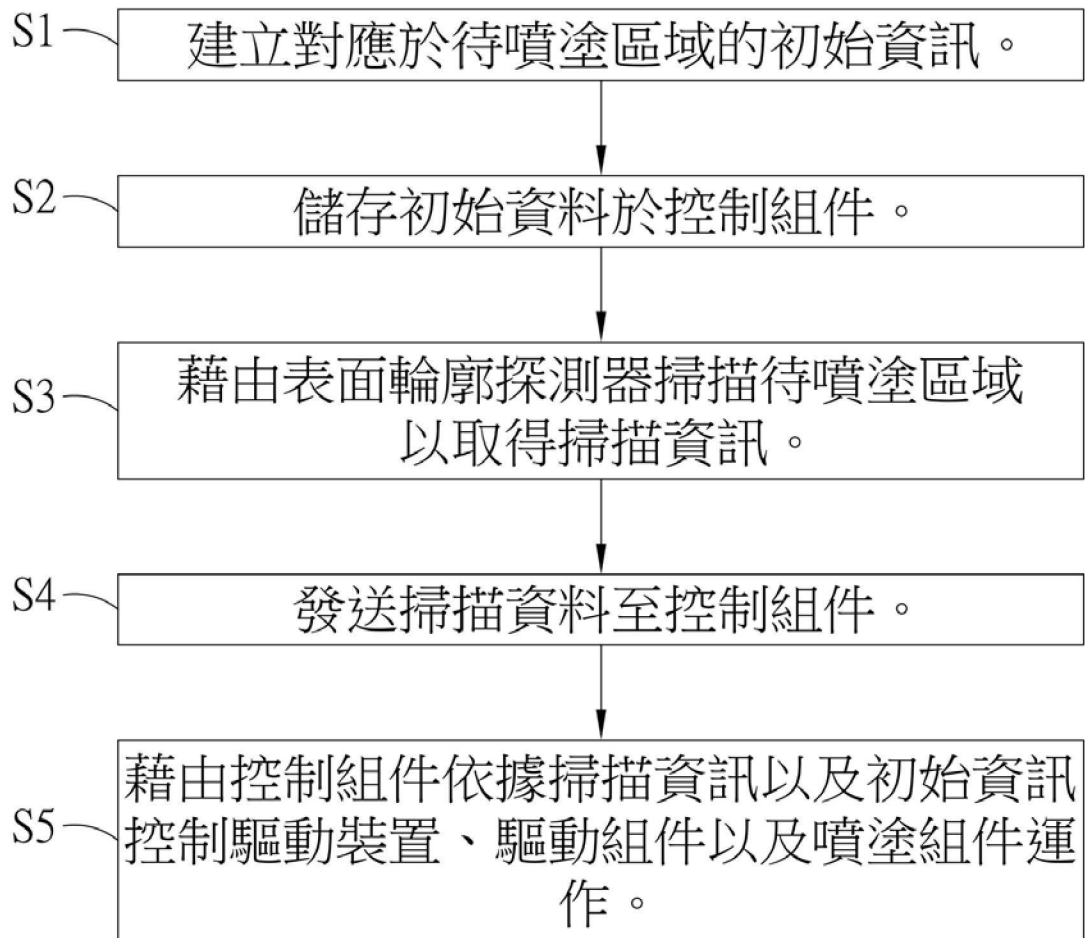 S1
建立對應於待噴塗區域的初始資訊。
S2
儲存初始資料於控制組件。
S3
藉由表面輪廓探測器掃描待噴塗區域
以取得掃描資訊。
S4
發送掃描資料至控制組件。
S5
藉由控制組件依據掃描資訊以及初始資訊
控制驅動裝置、驅動組件以及噴塗組件運
作。